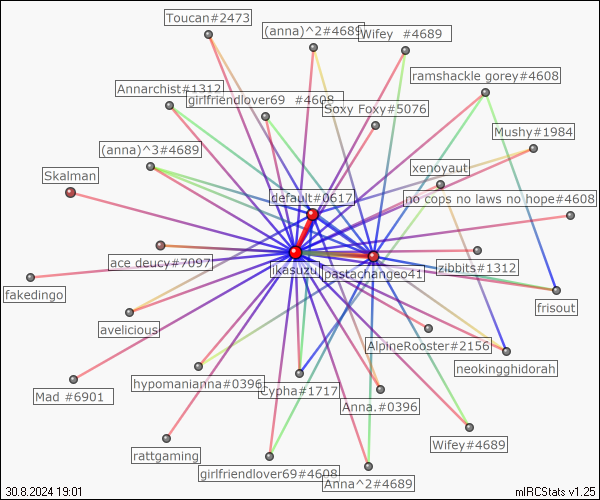 Toucan#2473
(anna)^2#4689
Wifey  #4689
ramshackle gorey#4608
Annarchist#1312
girlfriendlover69  #4608
Soxy Foxy#5076
Mushy#1984
(anna)^3#4689
xenoyaut
Skalman
default#0617
no cops no laws no hope#4608
ace deucy#7097
ikasuzu
pastachangeo41
zibbits#1312
fakedingo
frisout
avelicious
AlpineRooster#2156
neokingghidorah
hypomanianna#0396
Cypha#1717
Mad #6901
Anna.#0396
Wifey#4689
rattgaming
girlfriendlover69#4608
Anna^2#4689
30.8.2024 19:01
mIRCStats v1.25